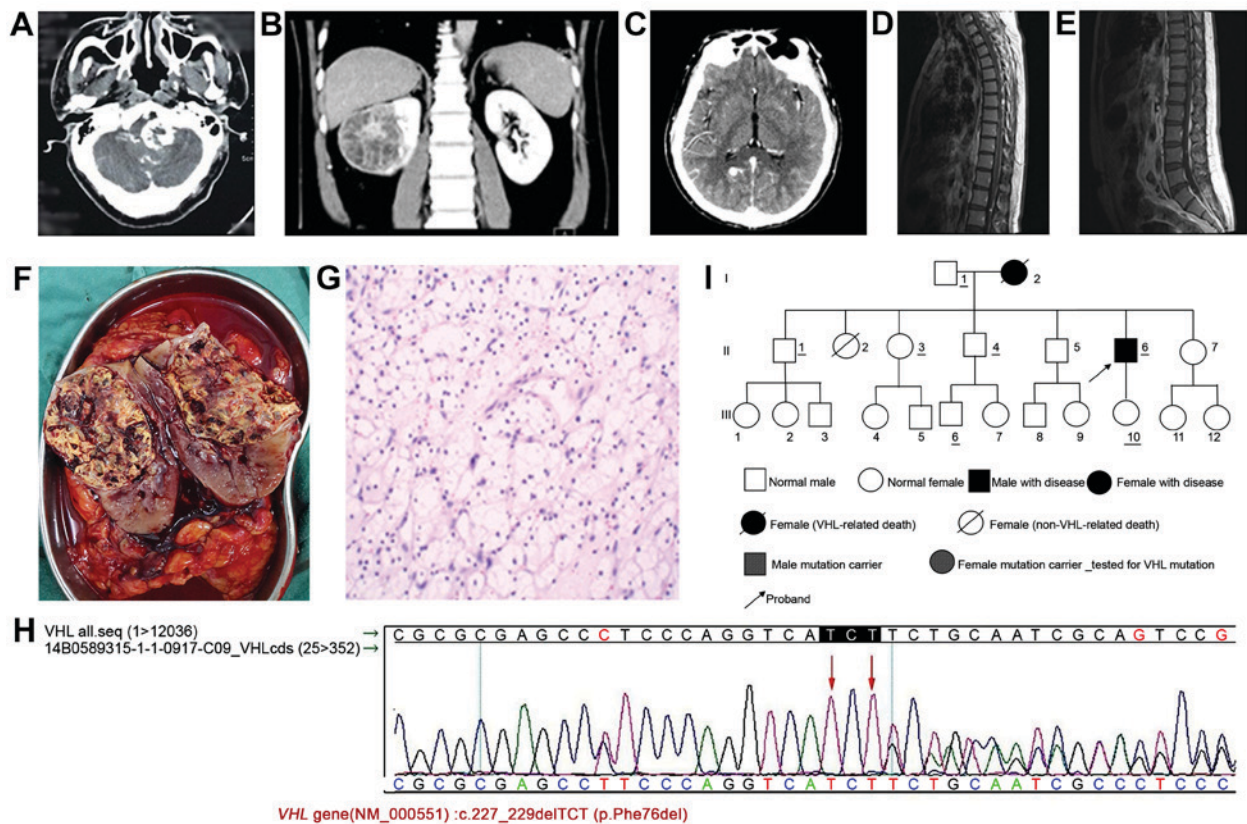 A
B
C
D
E
5cm
A
F
G
I
I
1
2
II
1
2
3
4
5
6
7
III
1
2
3
4
5
6
7
8
9
10
11
12
Normal male
Normal female
Male with disease
Female with disease
Female (VHL-related death)
Female (non-VHL-related death)
Male mutation carrier
Female mutation carrier _tested for VHL mutation
Proband
H
VHL all.seq (1>12036) →
CGCGCGAGCCCTCCCAGGTCATCTTCTGCAATCGCAGTCCG
14B0589315-1-1-0917-C09_VHLcds (25>352) →
CGCGCGAGCCTTCCCAGGTCATCTTCTGCAATCGCCCTCCC
VHL gene(NM_000551) :c.227_229delTCT (p.Phe76del)